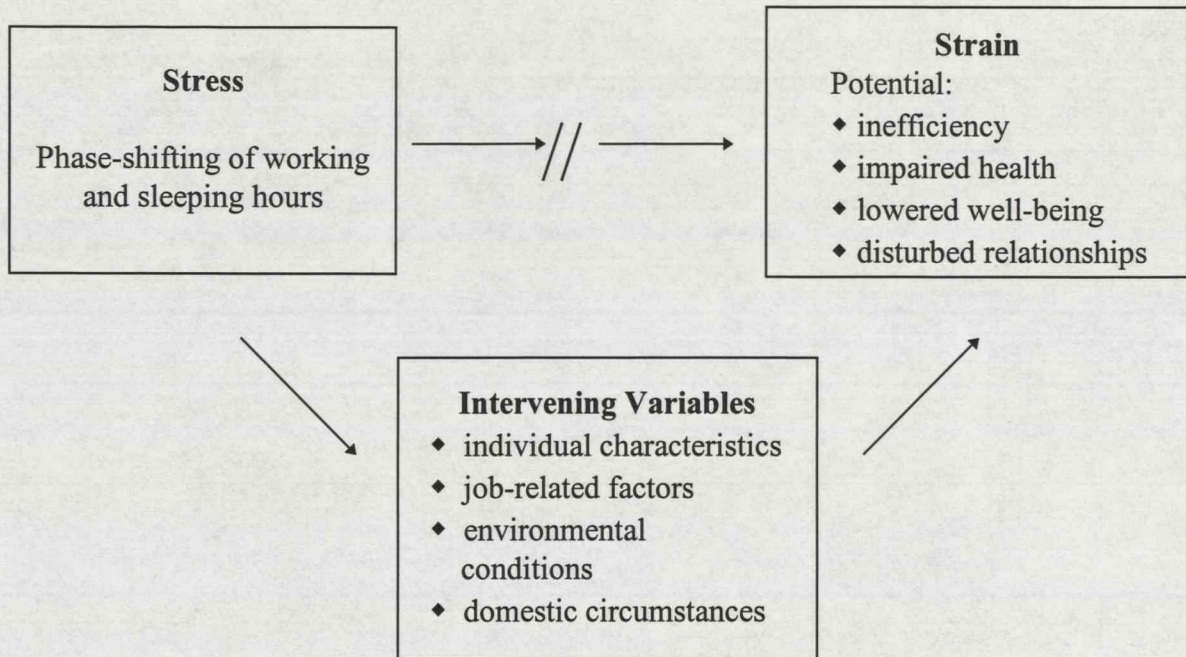 Stress
Phase-shifting of working
and sleeping hours
Strain
Potential:
◆ inefficiency
◆ impaired health
◆ lowered well-being
◆ disturbed relationships
Intervening Variables
◆ individual characteristics
◆ job-related factors
◆ environmental
conditions
◆ domestic circumstances